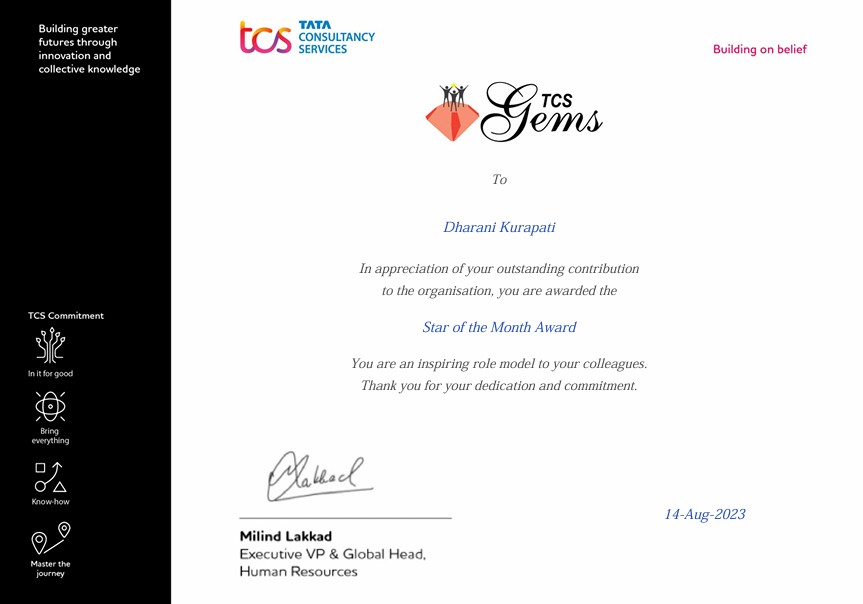 Building greater
futures through
innovation and
collective knowledge
tcs TATA
CONSULTANCY
SERVICES
Building on belief
TCS
Gems
To
Dharani Kurapati
In appreciation of your outstanding contribution
to the organisation, you are awarded the
Star of the Month Award
You are an inspiring role model to your colleagues.
Thank you for your dedication and commitment.
TCS Commitment
In it for good
Bring
everything
Know-how
Master the
journey
Lakkad
14-Aug-2023
Milind Lakkad
Executive VP & Global Head,
Human Resources